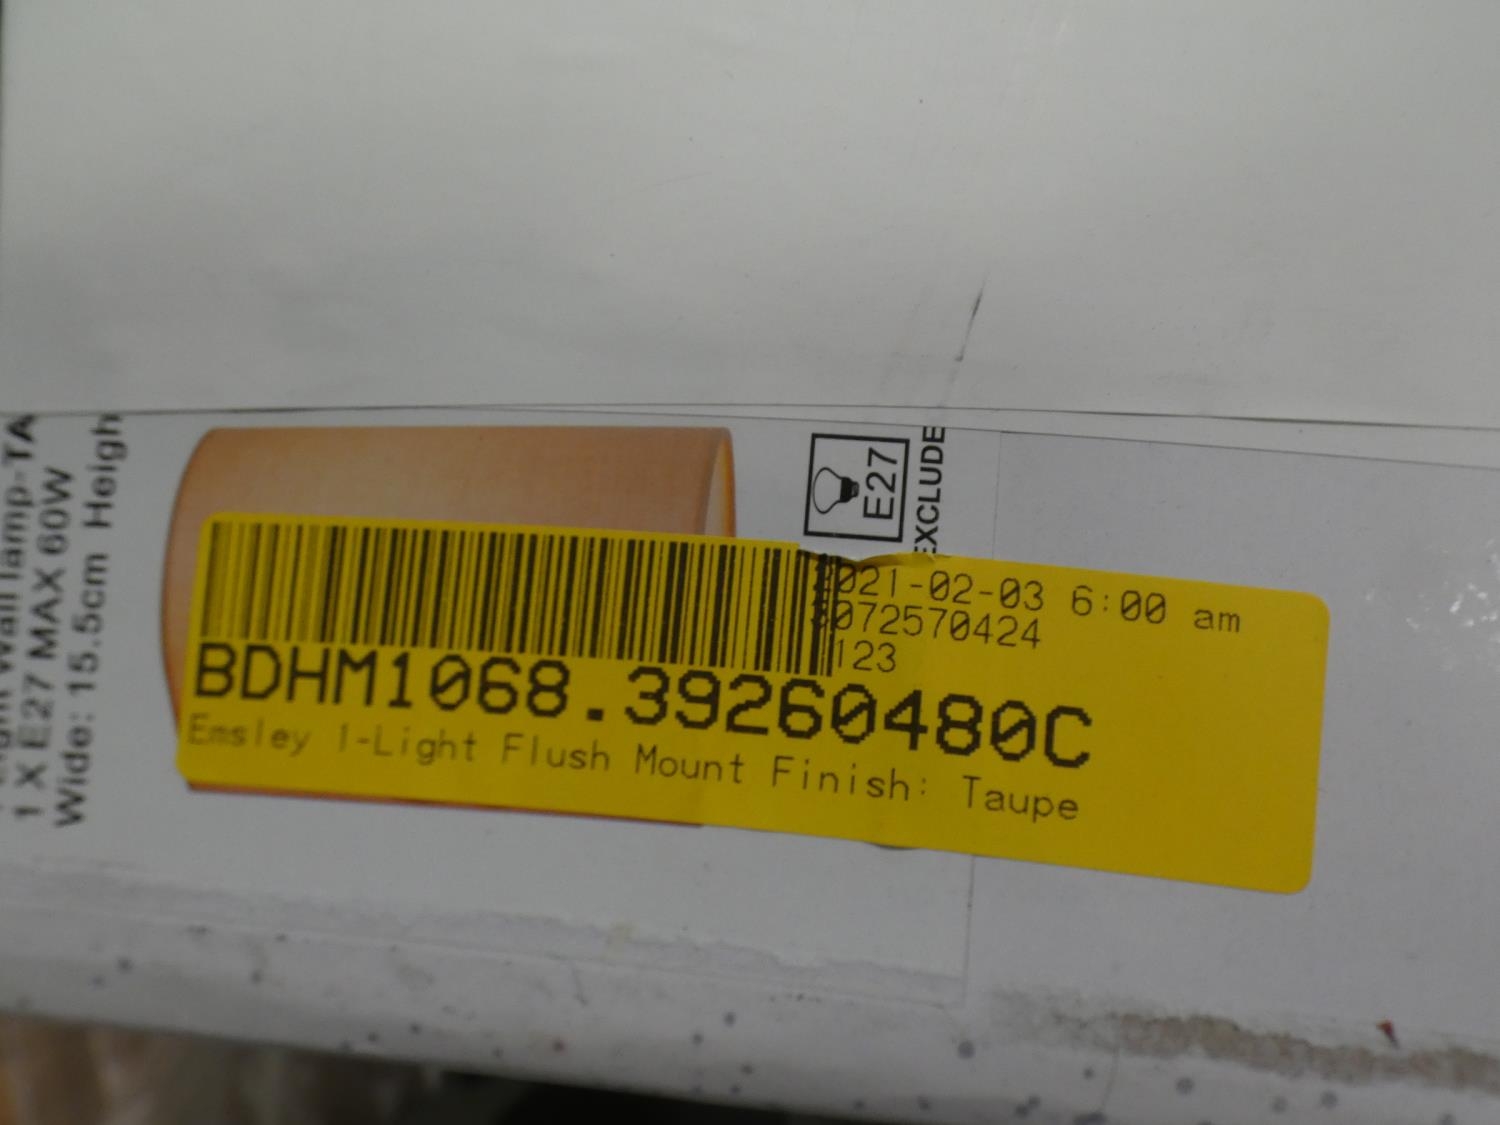 lamp-TA
1 X E27 MAX 60W
Wide: 15.5cm Heigh
E27
EXCLUDE
2021-02-03 6:00 am
3072570424
123
BDHM1068.39260480C
Emsley 1-Light Flush Mount Finish: Taupe